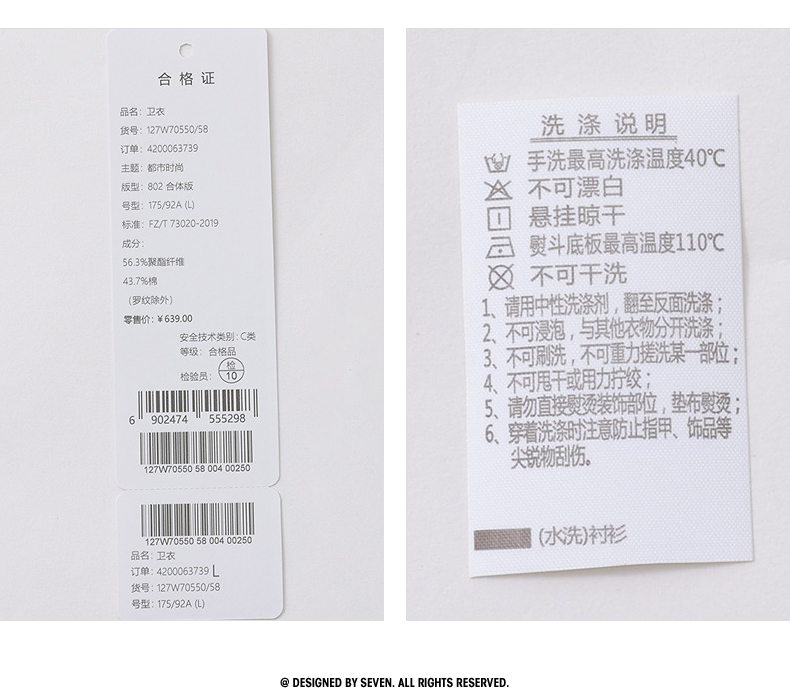 合格证
品名：卫衣
货号：127W70550/58
订单：4200063739
主题：都市时尚
版型：802 合体版
号型：175/92A (L)
标准：FZ/T 73020-2019
成分：
56.3%聚酯纤维
43.7%棉
（罗纹除外）
零售价：¥639.00
安全技术类别：C类
等级：合格品
检验员：检 10
6 902474 555298
127W70550 58 004 00250
127W70550 58 004 00250
品名：卫衣
订单：4200063739 L
货号：127W70550/58
号型：175/92A (L)
洗涤说明
手洗最高洗涤温度40℃
不可漂白
悬挂晾干
熨斗底板最高温度110℃
不可干洗
1、请用中性洗涤剂，翻至反面洗涤；
2、不可浸泡，与其他衣物分开洗涤；
3、不可刷洗，不可重力搓洗某一部位；
4、不可甩干或用力拧绞；
5、请勿直接熨烫装饰部位，垫布熨烫；
6、穿着洗涤时注意防止指甲、饰品等
尖锐物刮伤。
(水洗)衬衫
@ DESIGNED BY SEVEN. ALL RIGHTS RESERVED.